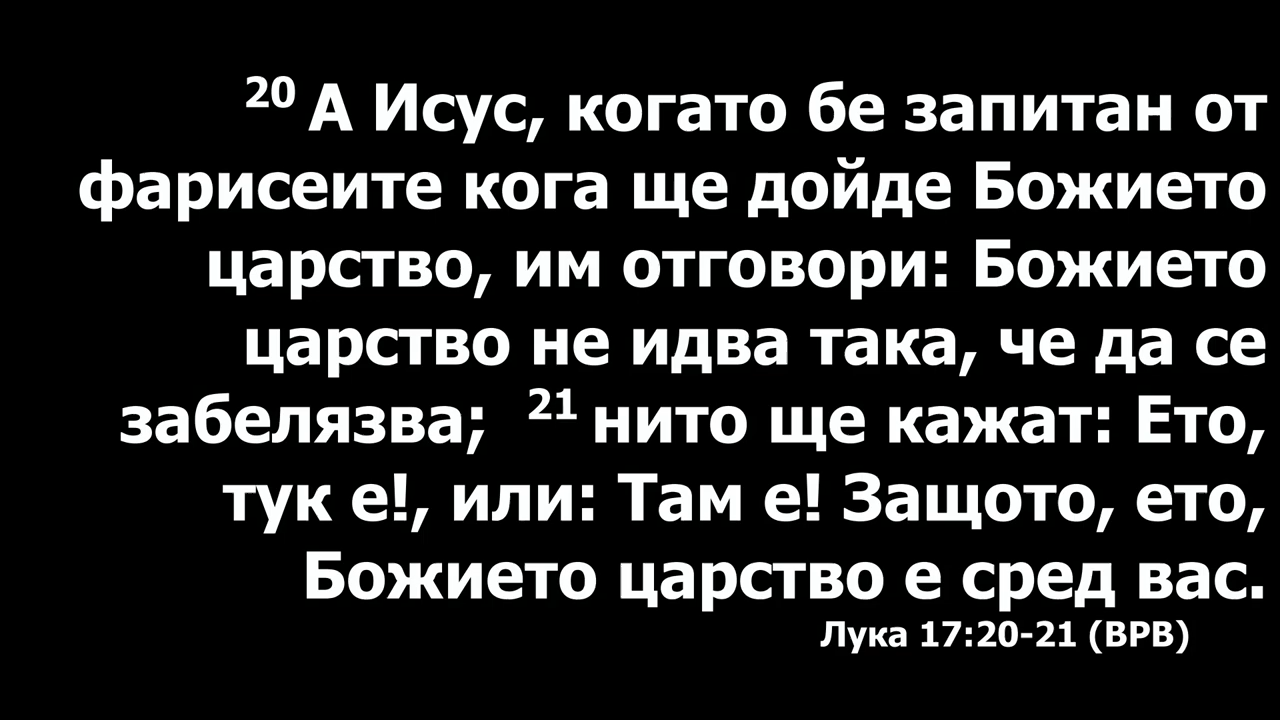 20 А Исус, когато бе запитан от
фарисеите кога ще дойде Божието
царство, им отговори: Божието
царство не идва така, че да се
забелязва; 21 нито ще кажат: Ето,
тук е!, или: Там е! Защото, ето,
Божието царство е сред вас.
Лука 17:20-21 (ВРВ)